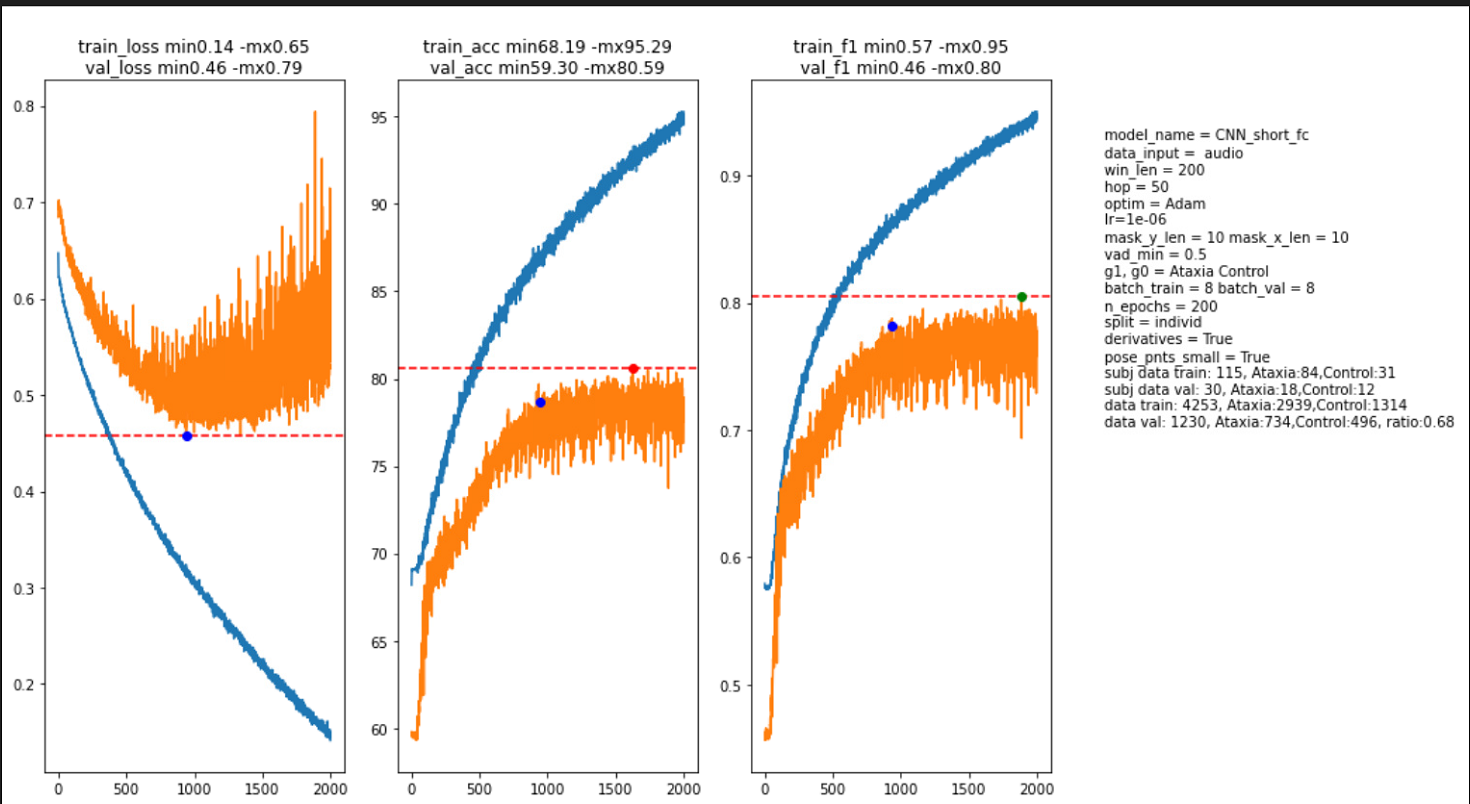 train_loss min0.14 -mx0.65
val_loss min0.46 -mx0.79
0.8
0.7
0.6
0.5
0.4
0.3
0.2
0
500
1000
1500
2000
train_acc min68.19 -mx95.29
val_acc min59.30 -mx80.59
95
90
85
80
75
70
65
60
0
500
1000
1500
2000
train_f1 min0.57 -mx0.95
val_f1 min0.46 -mx0.80
0.9
0.8
0.7
0.6
0.5
0
500
1000
1500
2000
model_name = CNN_short_fc
data_input =  audio
win_len = 200
hop = 50
optim = Adam
lr=1e-06
mask_y_len = 10 mask_x_len = 10
vad_min = 0.5
g1, g0 = Ataxia Control
batch_train = 8 batch_val = 8
n_epochs = 200
split = individ
derivatives = True
pose_pnts_small = True
subj data train: 115, Ataxia:84,Control:31
subj data val: 30, Ataxia:18,Control:12
data train: 4253, Ataxia:2939,Control:1314
data val: 1230, Ataxia:734,Control:496, ratio:0.68